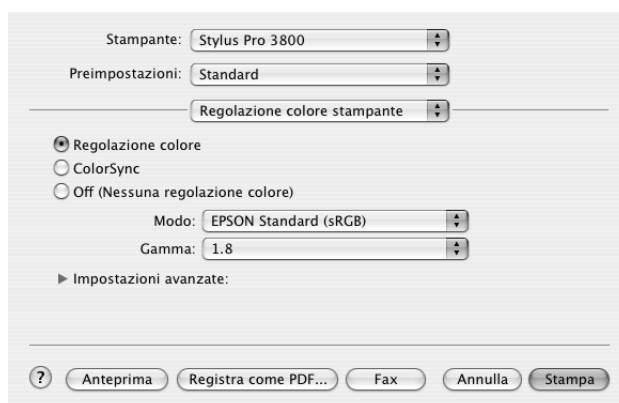 Stampante: Stylus Pro 3800
Preimpostazioni: Standard
Regolazione colore stampante
Regolazione colore
ColorSync
Off (Nessuna regolazione colore)
Modo: EPSON Standard (sRGB)
Gamma: 1.8
Impostazioni avanzate:
? Anteprima Registra come PDF... Fax Annulla Stampa